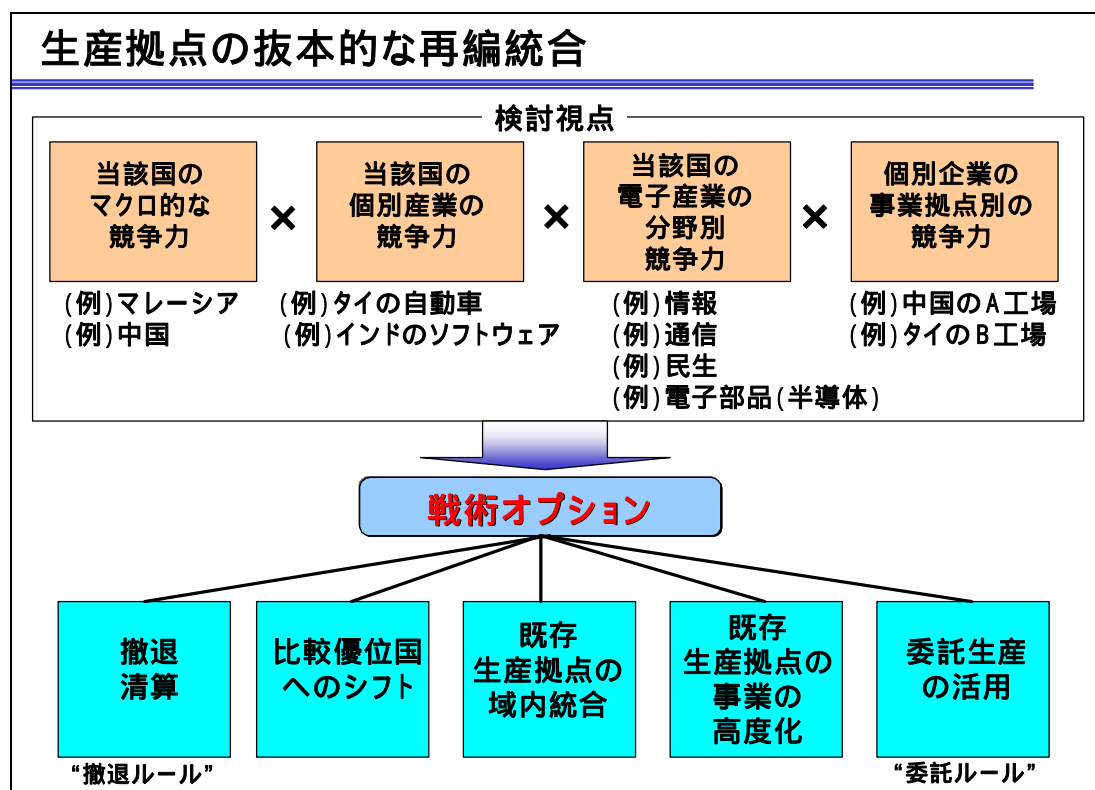 生産拠点の抜本的な再編統合
検討視点
当該国の
マクロ的な
競争力
×
当該国の
個別産業の
競争力
×
当該国の
電子産業の
分野別
競争力
×
個別企業の
事業拠点別の
競争力
(例)マレーシア
(例)中国
(例)タイの自動車
(例)インドのソフトウェア
(例)情報
(例)通信
(例)民生
(例)電子部品(半導体)
(例)中国のA工場
(例)タイのB工場
戦術オプション
撤退
清算
比較優位国
へのシフト
既存
生産拠点の
域内統合
既存
生産拠点の
事業の
高度化
委託生産
の活用
“撤退ルール”
“委託ルール”